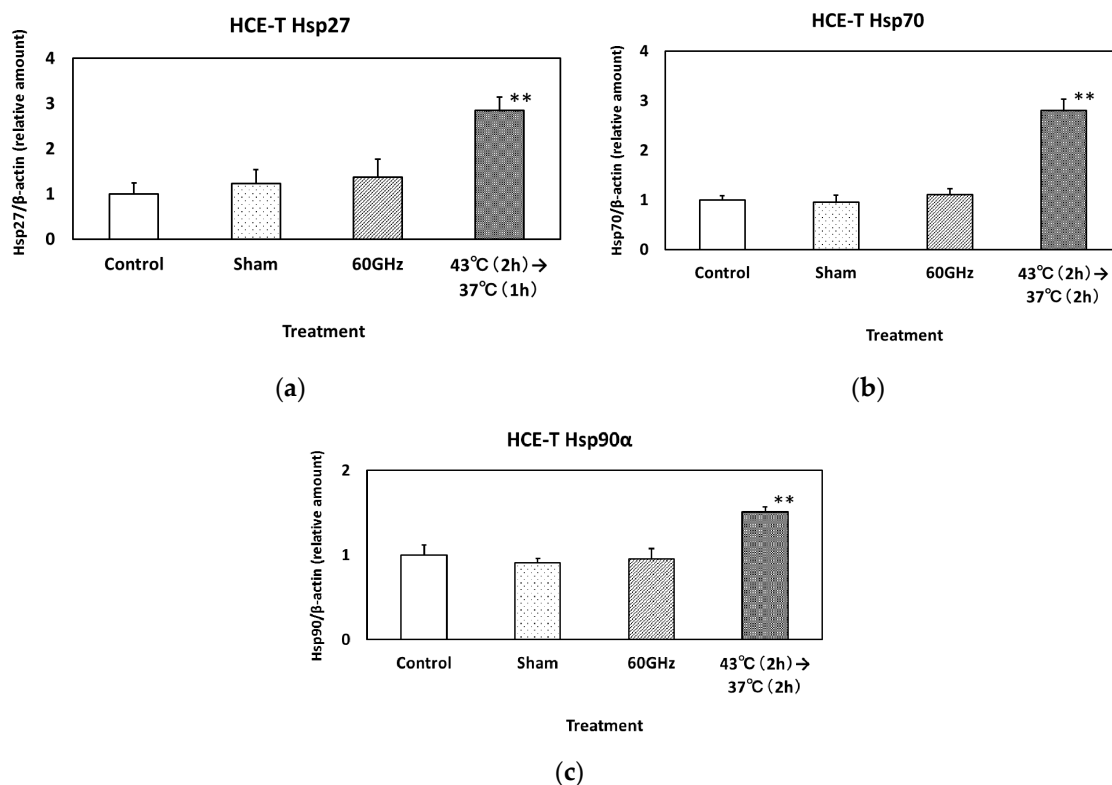 HCE-T Hsp27
Hsp27/β-actin (relative amount)
4
3
2
1
0
**
Control
Sham
60GHz
43℃(2h)→
37℃(1h)
Treatment
(a)
HCE-T Hsp70
Hsp70/β-actin (relative amount)
4
3
2
1
0
**
Control
Sham
60GHz
43℃(2h)→
37℃(2h)
Treatment
(b)
HCE-T Hsp90α
Hsp90/β-actin (relative amount)
2
1
0
**
Control
Sham
60GHz
43℃(2h)→
37℃(2h)
Treatment
(c)